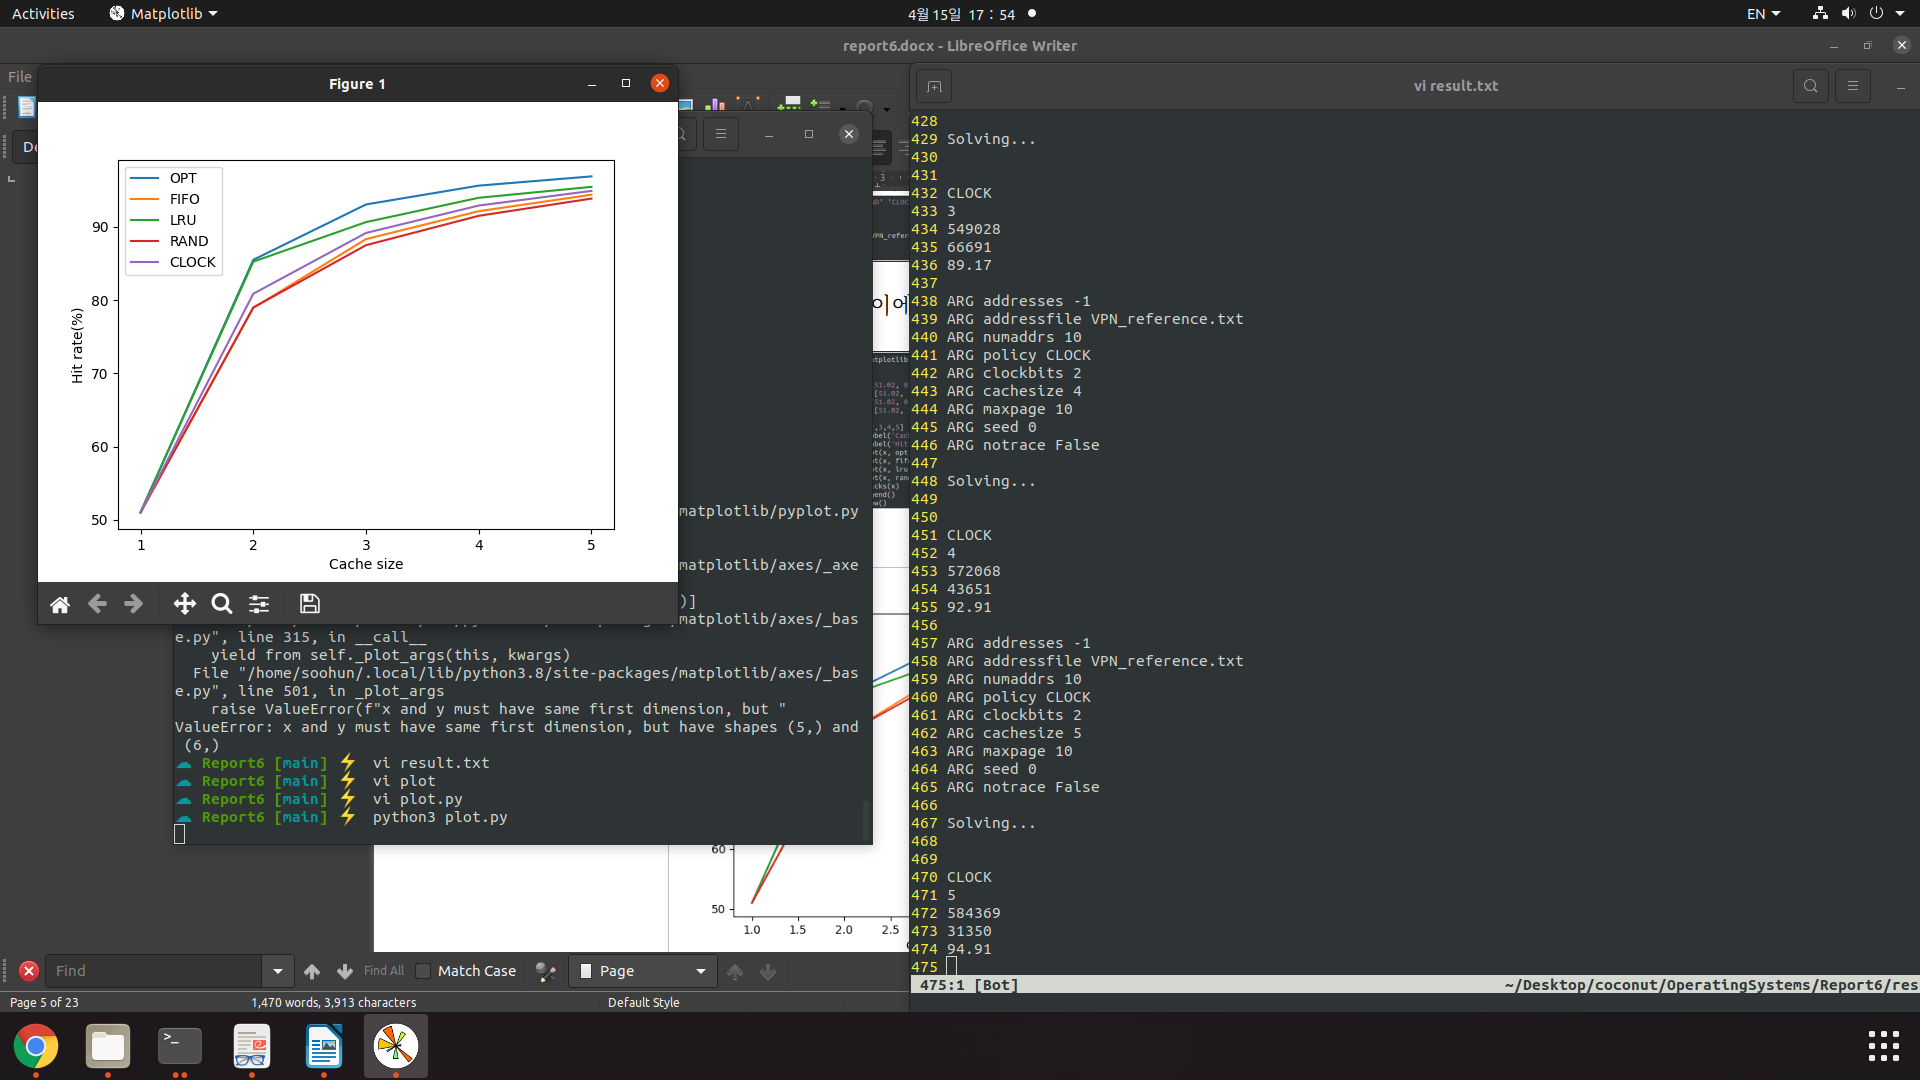 Activities
Matplotlib
4월 15일 17 : 54
EN
report6.docx - LibreOffice Writer
File
Figure 1
OPT
FIFO
LRU
RAND
CLOCK
90
80
70
60
50
Hit rate(%)
1 2 3 4 5
Cache size
matplotlib/pyplot.py
matplotlib/axes/_axe
)]
matplotlib/axes/_bas
e.py", line 315, in __call__
yield from self._plot_args(this, kwargs)
File "/home/soohun/.local/lib/python3.8/site-packages/matplotlib/axes/_bas
e.py", line 501, in _plot_args
raise ValueError(f"x and y must have same first dimension, but "
ValueError: x and y must have same first dimension, but have shapes (5,) and
(6,)
Report6 [main] ⚡ vi result.txt
Report6 [main] ⚡ vi plot
Report6 [main] ⚡ vi plot.py
Report6 [main] ⚡ python3 plot.py
이에
60
50
1.0 1.5 2.0 2.5
vi result.txt
428
429 Solving...
430
431
432 CLOCK
433 3
434 549028
435 66691
436 89.17
437
438 ARG addresses -1
439 ARG addressfile VPN_reference.txt
440 ARG numaddrs 10
441 ARG policy CLOCK
442 ARG clockbits 2
443 ARG cachesize 4
444 ARG maxpage 10
445 ARG seed 0
446 ARG notrace False
447
448 Solving...
449
450
451 CLOCK
452 4
453 572068
454 43651
455 92.91
456
457 ARG addresses -1
458 ARG addressfile VPN_reference.txt
459 ARG numaddrs 10
460 ARG policy CLOCK
461 ARG clockbits 2
462 ARG cachesize 5
463 ARG maxpage 10
464 ARG seed 0
465 ARG notrace False
466
467 Solving...
468
469
470 CLOCK
471 5
472 584369
473 31350
474 94.91
475
475:1 [Bot] ~/Desktop/coconut/OperatingSystems/Report6/res
Find
Find All
Match Case
Page
Page 5 of 23
1,470 words, 3,913 characters
Default Style